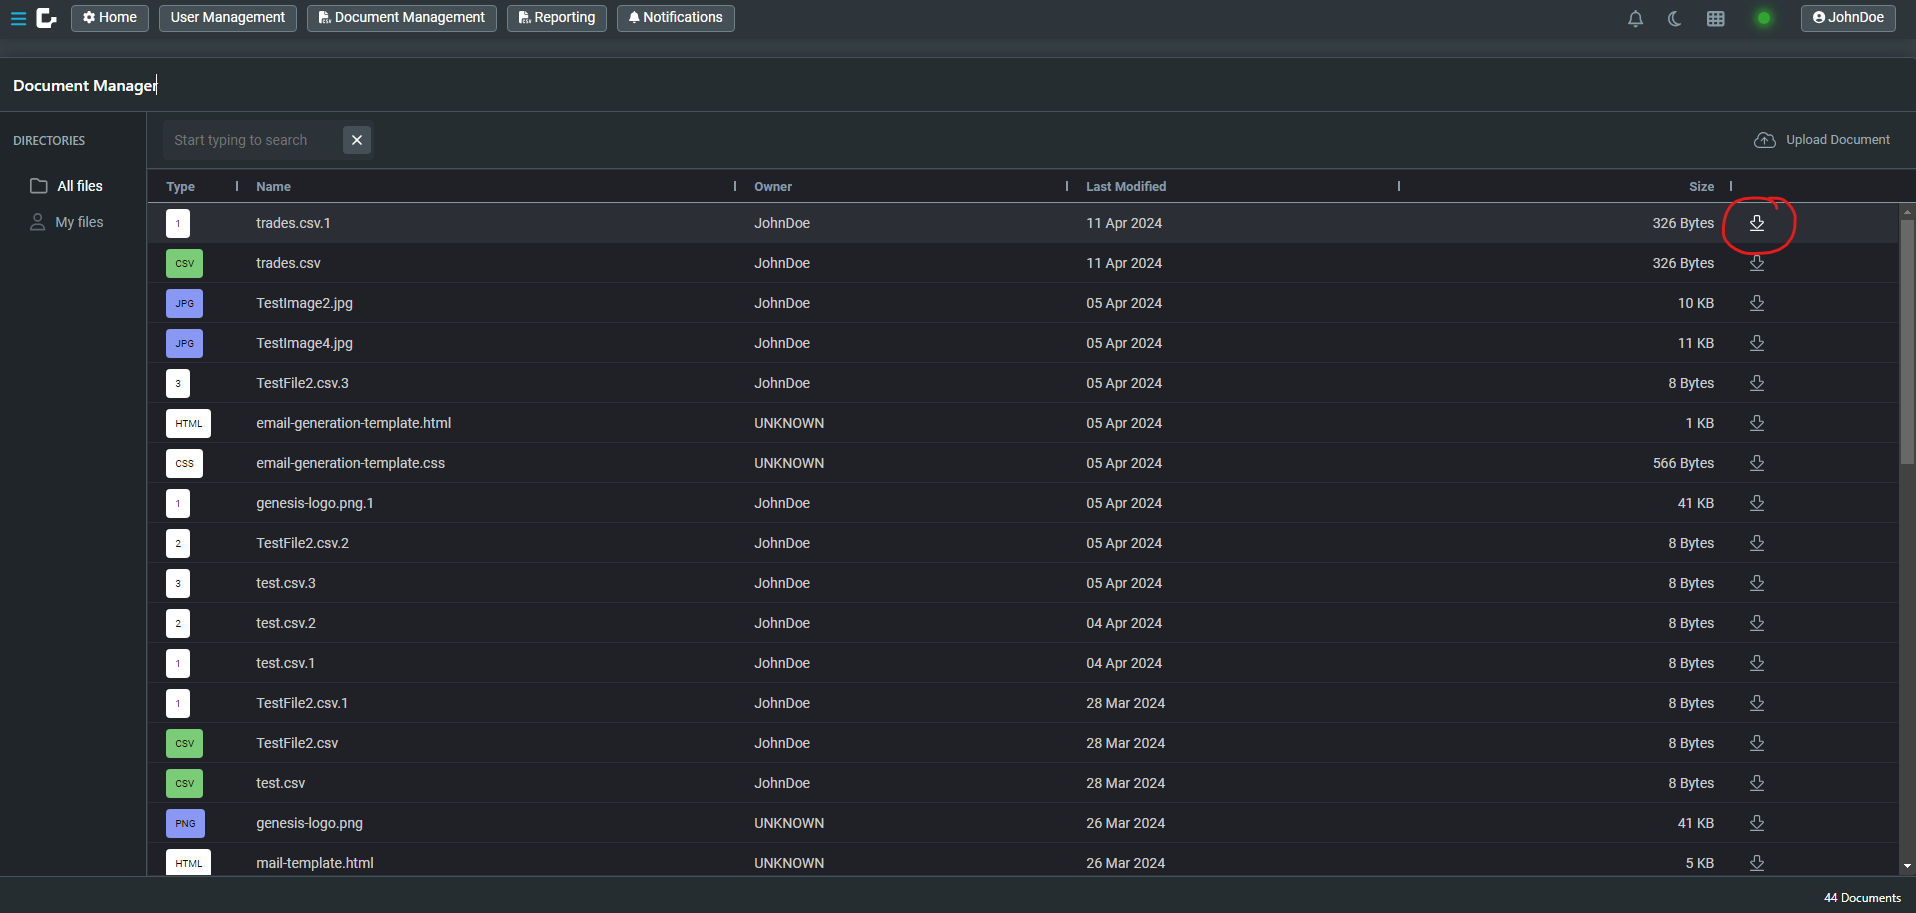 Home User Management Document Management Reporting Notifications JohnDoe
Document Manager
DIRECTORIES
All files
My files
Start typing to search Upload Document
Type Name Owner Last Modified Size
1 trades.csv.1 JohnDoe 11 Apr 2024 326 Bytes
CSV trades.csv JohnDoe 11 Apr 2024 326 Bytes
JPG TestImage2.jpg JohnDoe 05 Apr 2024 10 KB
JPG TestImage4.jpg JohnDoe 05 Apr 2024 11 KB
3 TestFile2.csv.3 JohnDoe 05 Apr 2024 8 Bytes
HTML email-generation-template.html UNKNOWN 05 Apr 2024 1 KB
CSS email-generation-template.css UNKNOWN 05 Apr 2024 566 Bytes
1 genesis-logo.png.1 JohnDoe 05 Apr 2024 41 KB
2 TestFile2.csv.2 JohnDoe 05 Apr 2024 8 Bytes
3 test.csv.3 JohnDoe 05 Apr 2024 8 Bytes
2 test.csv.2 JohnDoe 04 Apr 2024 8 Bytes
1 test.csv.1 JohnDoe 04 Apr 2024 8 Bytes
1 TestFile2.csv.1 JohnDoe 28 Mar 2024 8 Bytes
CSV TestFile2.csv JohnDoe 28 Mar 2024 8 Bytes
CSV test.csv JohnDoe 28 Mar 2024 8 Bytes
PNG genesis-logo.png UNKNOWN 26 Mar 2024 41 KB
HTML mail-template.html UNKNOWN 26 Mar 2024 5 KB
44 Documents